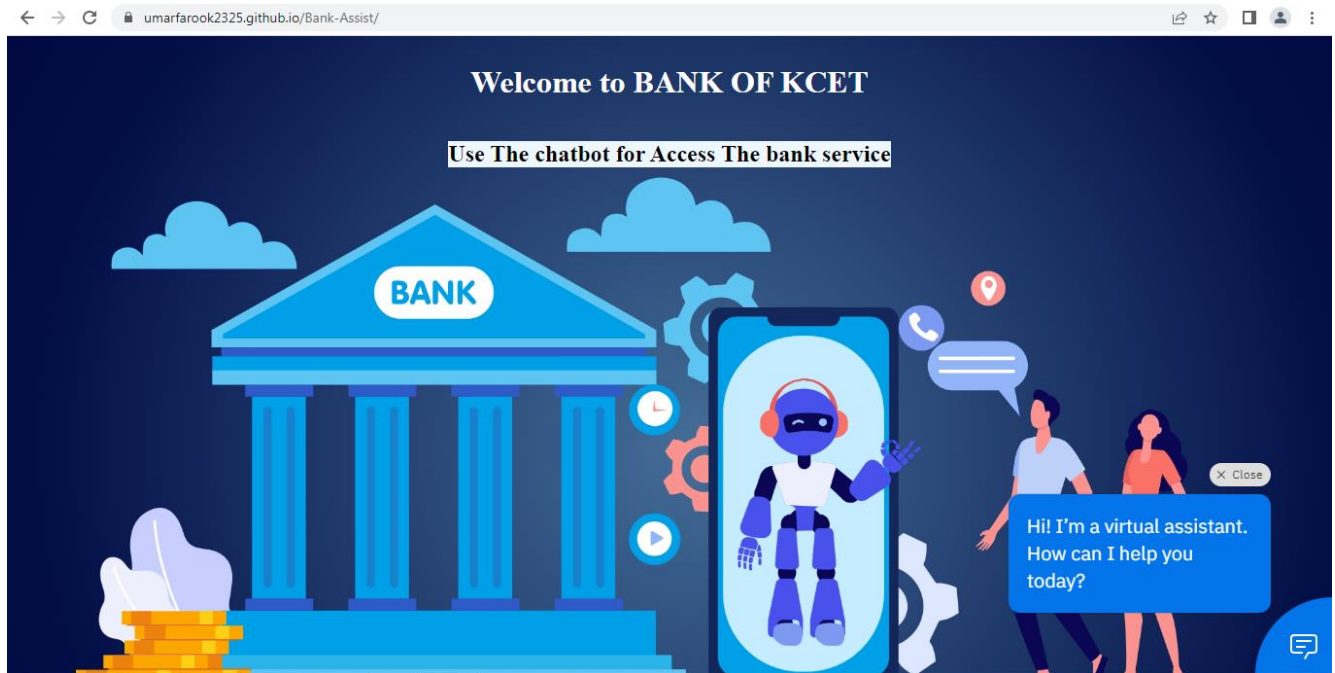 umarfarook2325.github.io/Bank-Assist/
Welcome to BANK OF KCET
Use The chatbot for Access The bank service
BANK
× Close
Hi! I’m a virtual assistant.
How can I help you
today?